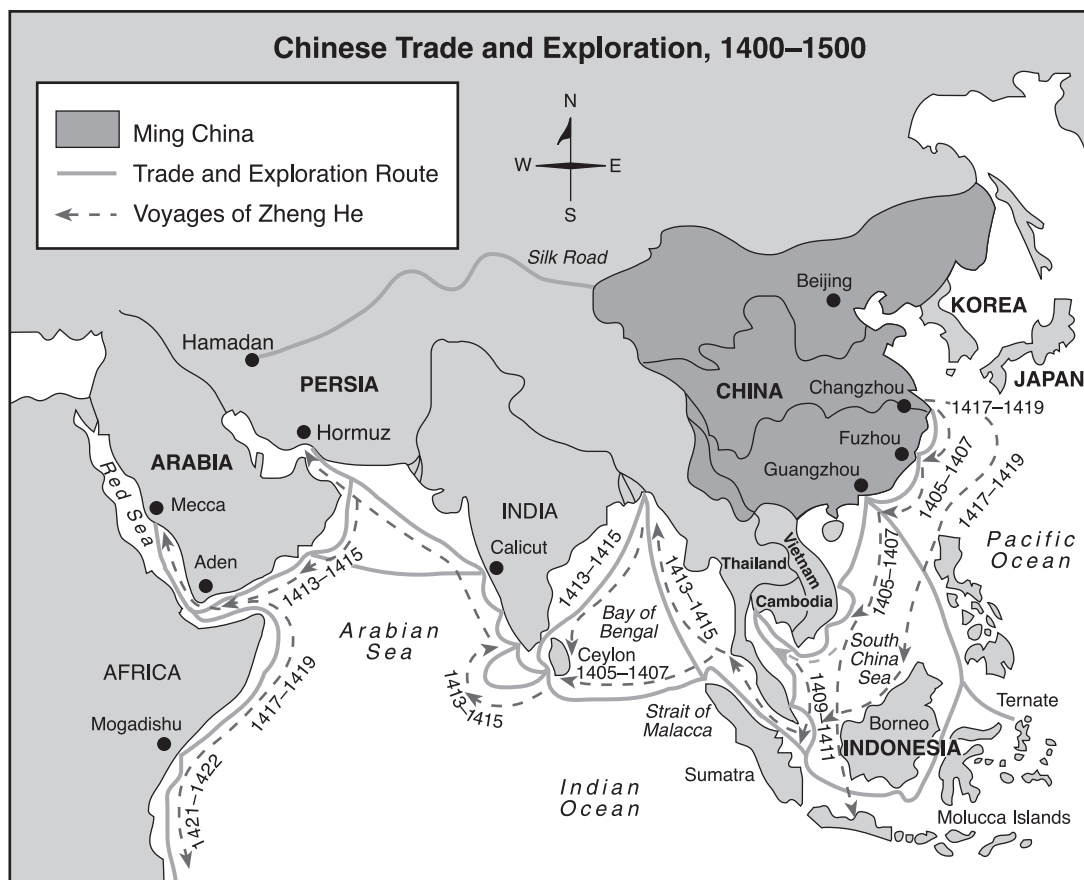 Chinese Trade and Exploration, 1400–1500
Ming China
Trade and Exploration Route
Voyages of Zheng He
N
W
E
S
Silk Road
Beijing
KOREA
Hamadan
PERSIA
CHINA
Changzhou
JAPAN
1417–1419
Hormuz
Fuzhou
ARABIA
Guangzhou
1405–1407
1417–1419
Red Sea
Mecca
INDIA
Pacific
Ocean
Aden
1413–1415
Calicut
1413–1415
1413–1415
Thailand
Vietnam
Cambodia
1405–1407
Arabian
Sea
Bay of
Bengal
Ceylon
1405–1407
South
China
Sea
AFRICA
1417–1419
1413–1415
Strait of
Malacca
1409–1411
Ternate
Mogadishu
Borneo
INDONESIA
Sumatra
1421–1422
Indian
Ocean
Molucca Islands